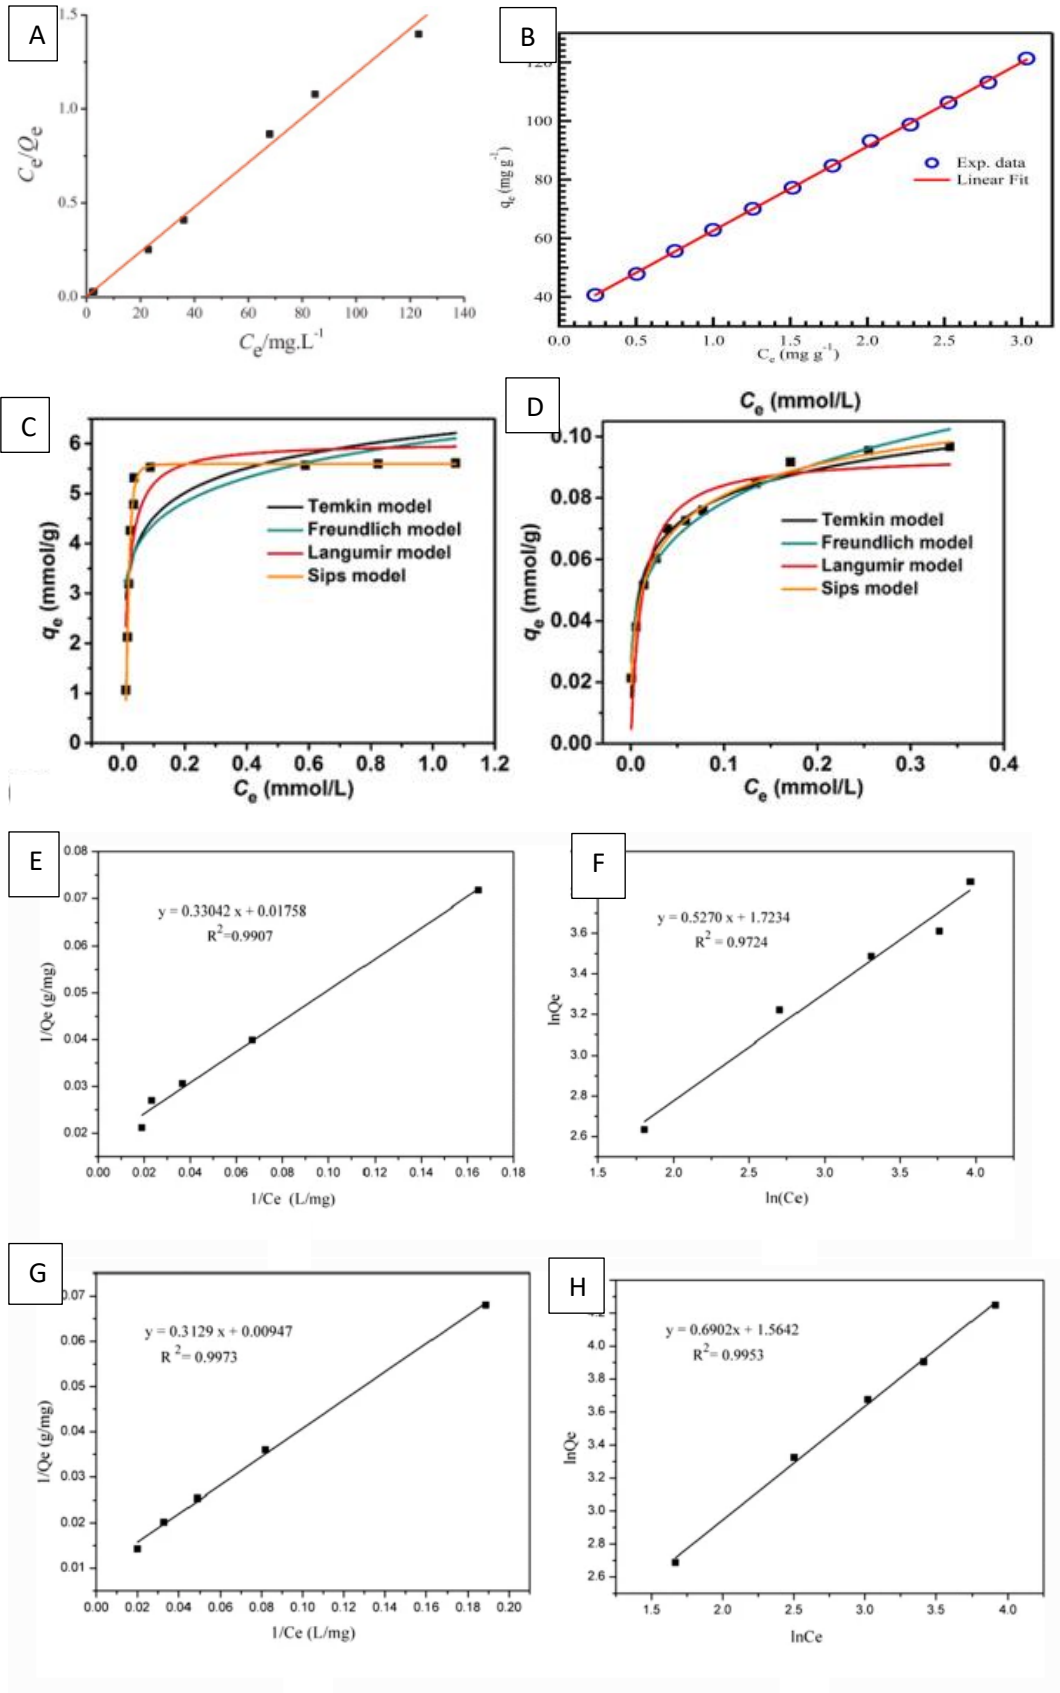 A
1.5
1.0
0.5
0.0
0 20 40 60 80 100 120 140
Ce/Qe
Ce/mg.L-1
B
120
100
80
60
40
0.0 0.5 1.0 1.5 2.0 2.5 3.0
qe (mg g-1)
Ce (mg g-1)
Exp. data
Linear Fit
C
6
5
4
3
2
1
0
0.0 0.2 0.4 0.6 0.8 1.0 1.2
qe (mmol/g)
Ce (mmol/L)
Temkin model
Freundlich model
Langumir model
Sips model
D
Ce (mmol/L)
0.10
0.08
0.06
0.04
0.02
0.00
0.0 0.1 0.2 0.3 0.4
qe (mmol/g)
Ce (mmol/L)
Temkin model
Freundlich model
Langumir model
Sips model
E
0.08
0.07
0.06
0.05
0.04
0.03
0.02
0.00 0.02 0.04 0.06 0.08 0.10 0.12 0.14 0.16 0.18
1/Qe (g/mg)
1/Ce (L/mg)
y = 0.33042 x + 0.01758
R2=0.9907
F
3.6
3.4
3.2
3.0
2.8
2.6
1.5 2.0 2.5 3.0 3.5 4.0
lnQe
ln(Ce)
y = 0.5270 x + 1.7234
R2 = 0.9724
G
0.07
0.06
0.05
0.04
0.03
0.02
0.01
0.00 0.02 0.04 0.06 0.08 0.10 0.12 0.14 0.16 0.18 0.20
1/Qe (g/mg)
1/Ce (L/mg)
y = 0.3129 x + 0.00947
R 2= 0.9973
H
4.0
3.8
3.6
3.4
3.2
3.0
2.8
2.6
1.5 2.0 2.5 3.0 3.5 4.0
lnQe
lnCe
y = 0.6902x + 1.5642
R2= 0.9953